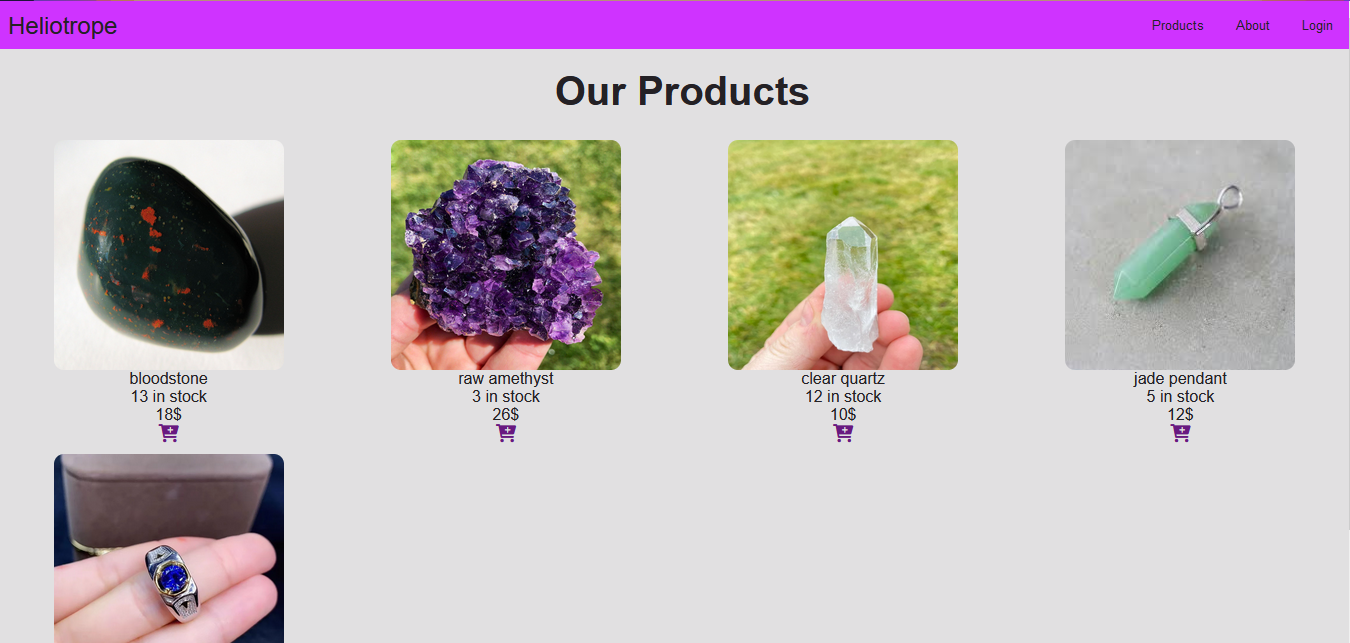 Heliotrope
Products
About
Login
Our Products
bloodstone
13 in stock
18$
raw amethyst
3 in stock
26$
clear quartz
12 in stock
10$
jade pendant
5 in stock
12$